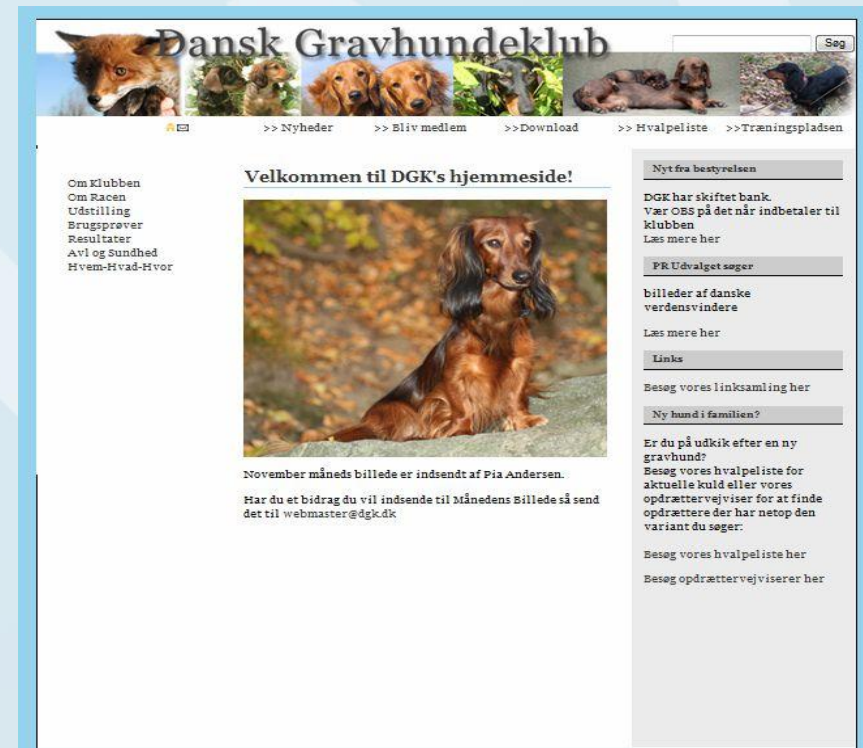 Dansk Gravhundeklub
Søg
>> Nyheder >> Bliv medlem >>Download >> Hvalpeliste >>Træningspladsen
Om Klubben
Om Racen
Udstilling
Brugsprøver
Resultater
Avl og Sundhed
Hvem-Hvad-Hvor
Velkommen til DGK's hjemmeside!
November måneds billede er indsendt af Pia Andersen.
Har du et bidrag du vil indsende til Månedens Billede så send
det til webmaster@dgk.dk
Nyt fra bestyrelsen
DGK har skiftet bank.
Vær OBS på det når indbetaler til
klubben
Læs mere her
PR Udvalget søger
billeder af danske
verdensvindere
Læs mere her
Links
Besøg vores linksamling her
Ny hund i familien?
Er du på udkik efter en ny
gravhund?
Besøg vores hvalpeliste for
aktuelle kuld eller vores
opdrættervejviser for at finde
opdrættere der har netop den
variant du søger:
Besøg vores hvalpeliste her
Besøg opdrættervejviserer her